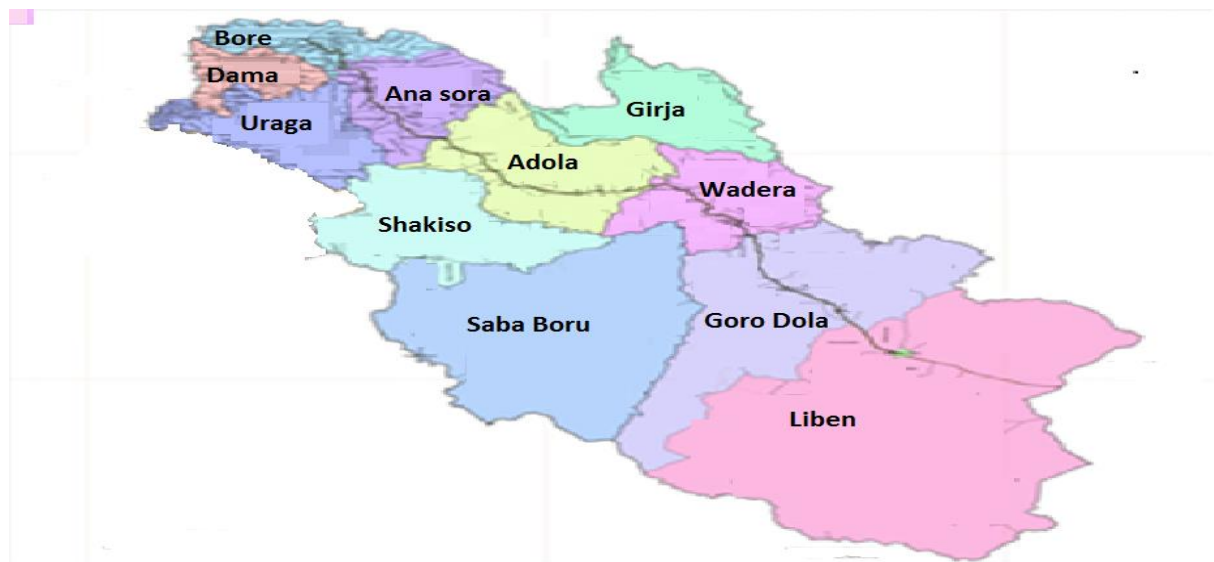 Bore
Dama
Ana sora
Uraga
Girja
Adola
Wadera
Shakiso
Saba Boru
Goro Dola
Liben